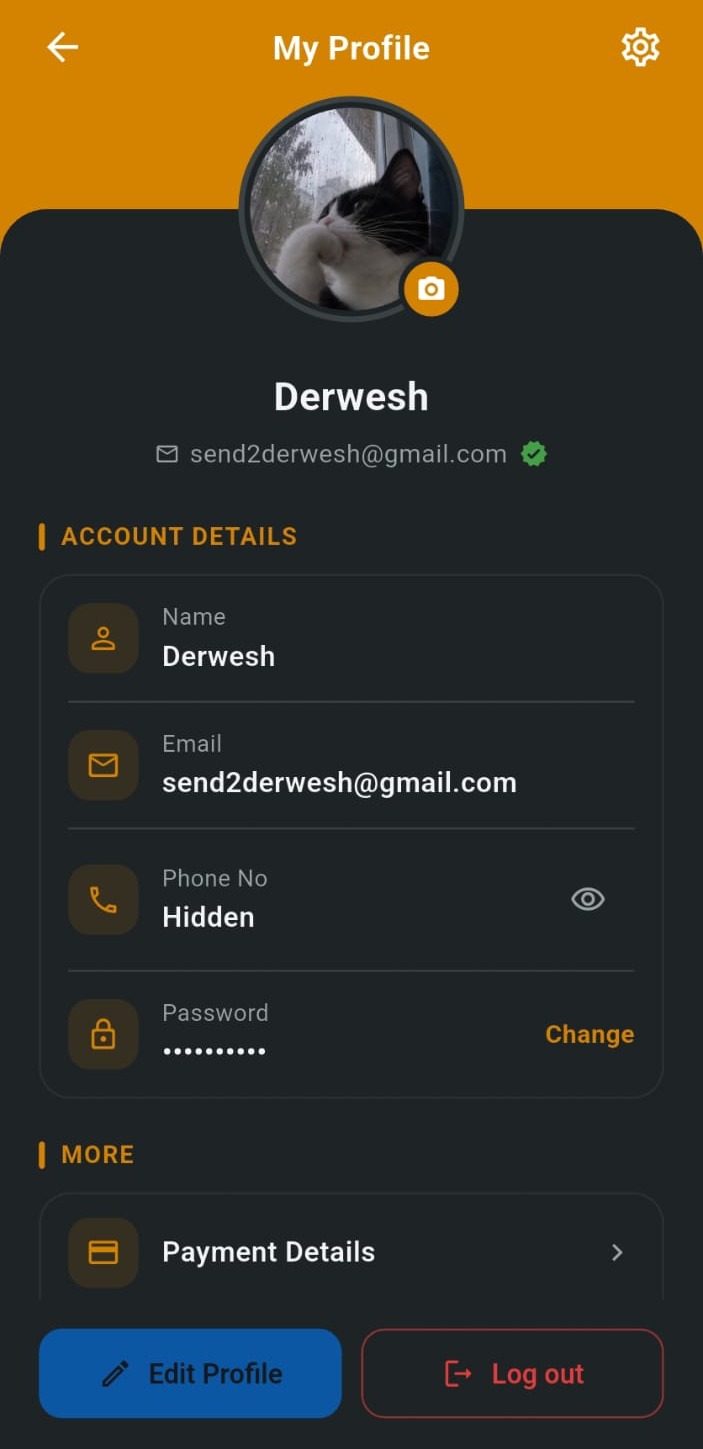 My Profile
Derwesh
send2derwesh@gmail.com
ACCOUNT DETAILS
Name
Derwesh
Email
send2derwesh@gmail.com
Phone No
Hidden
Password
••••••••••
Change
MORE
Payment Details
Edit Profile
Log out